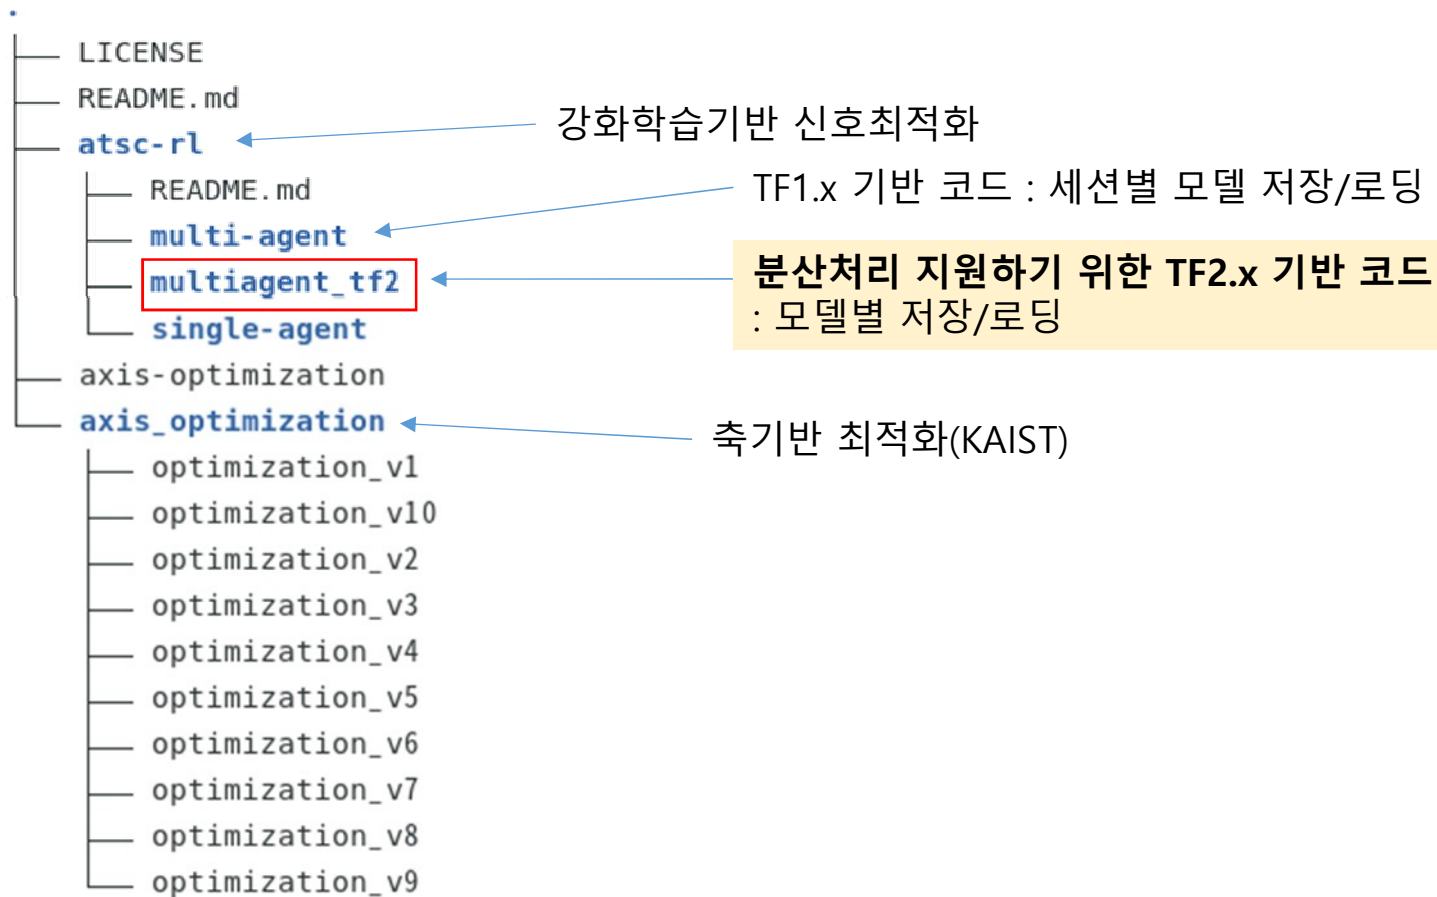 .
LICENSE
README.md
atsc-rl
강화학습기반 신호최적화
README.md
TF1.x 기반 코드 : 세션별 모델 저장/로딩
multi-agent
multiagent_tf2
분산처리 지원하기 위한 TF2.x 기반 코드
: 모델별 저장/로딩
single-agent
axis-optimization
axis_optimization
축기반 최적화(KAIST)
optimization_v1
optimization_v10
optimization_v2
optimization_v3
optimization_v4
optimization_v5
optimization_v6
optimization_v7
optimization_v8
optimization_v9